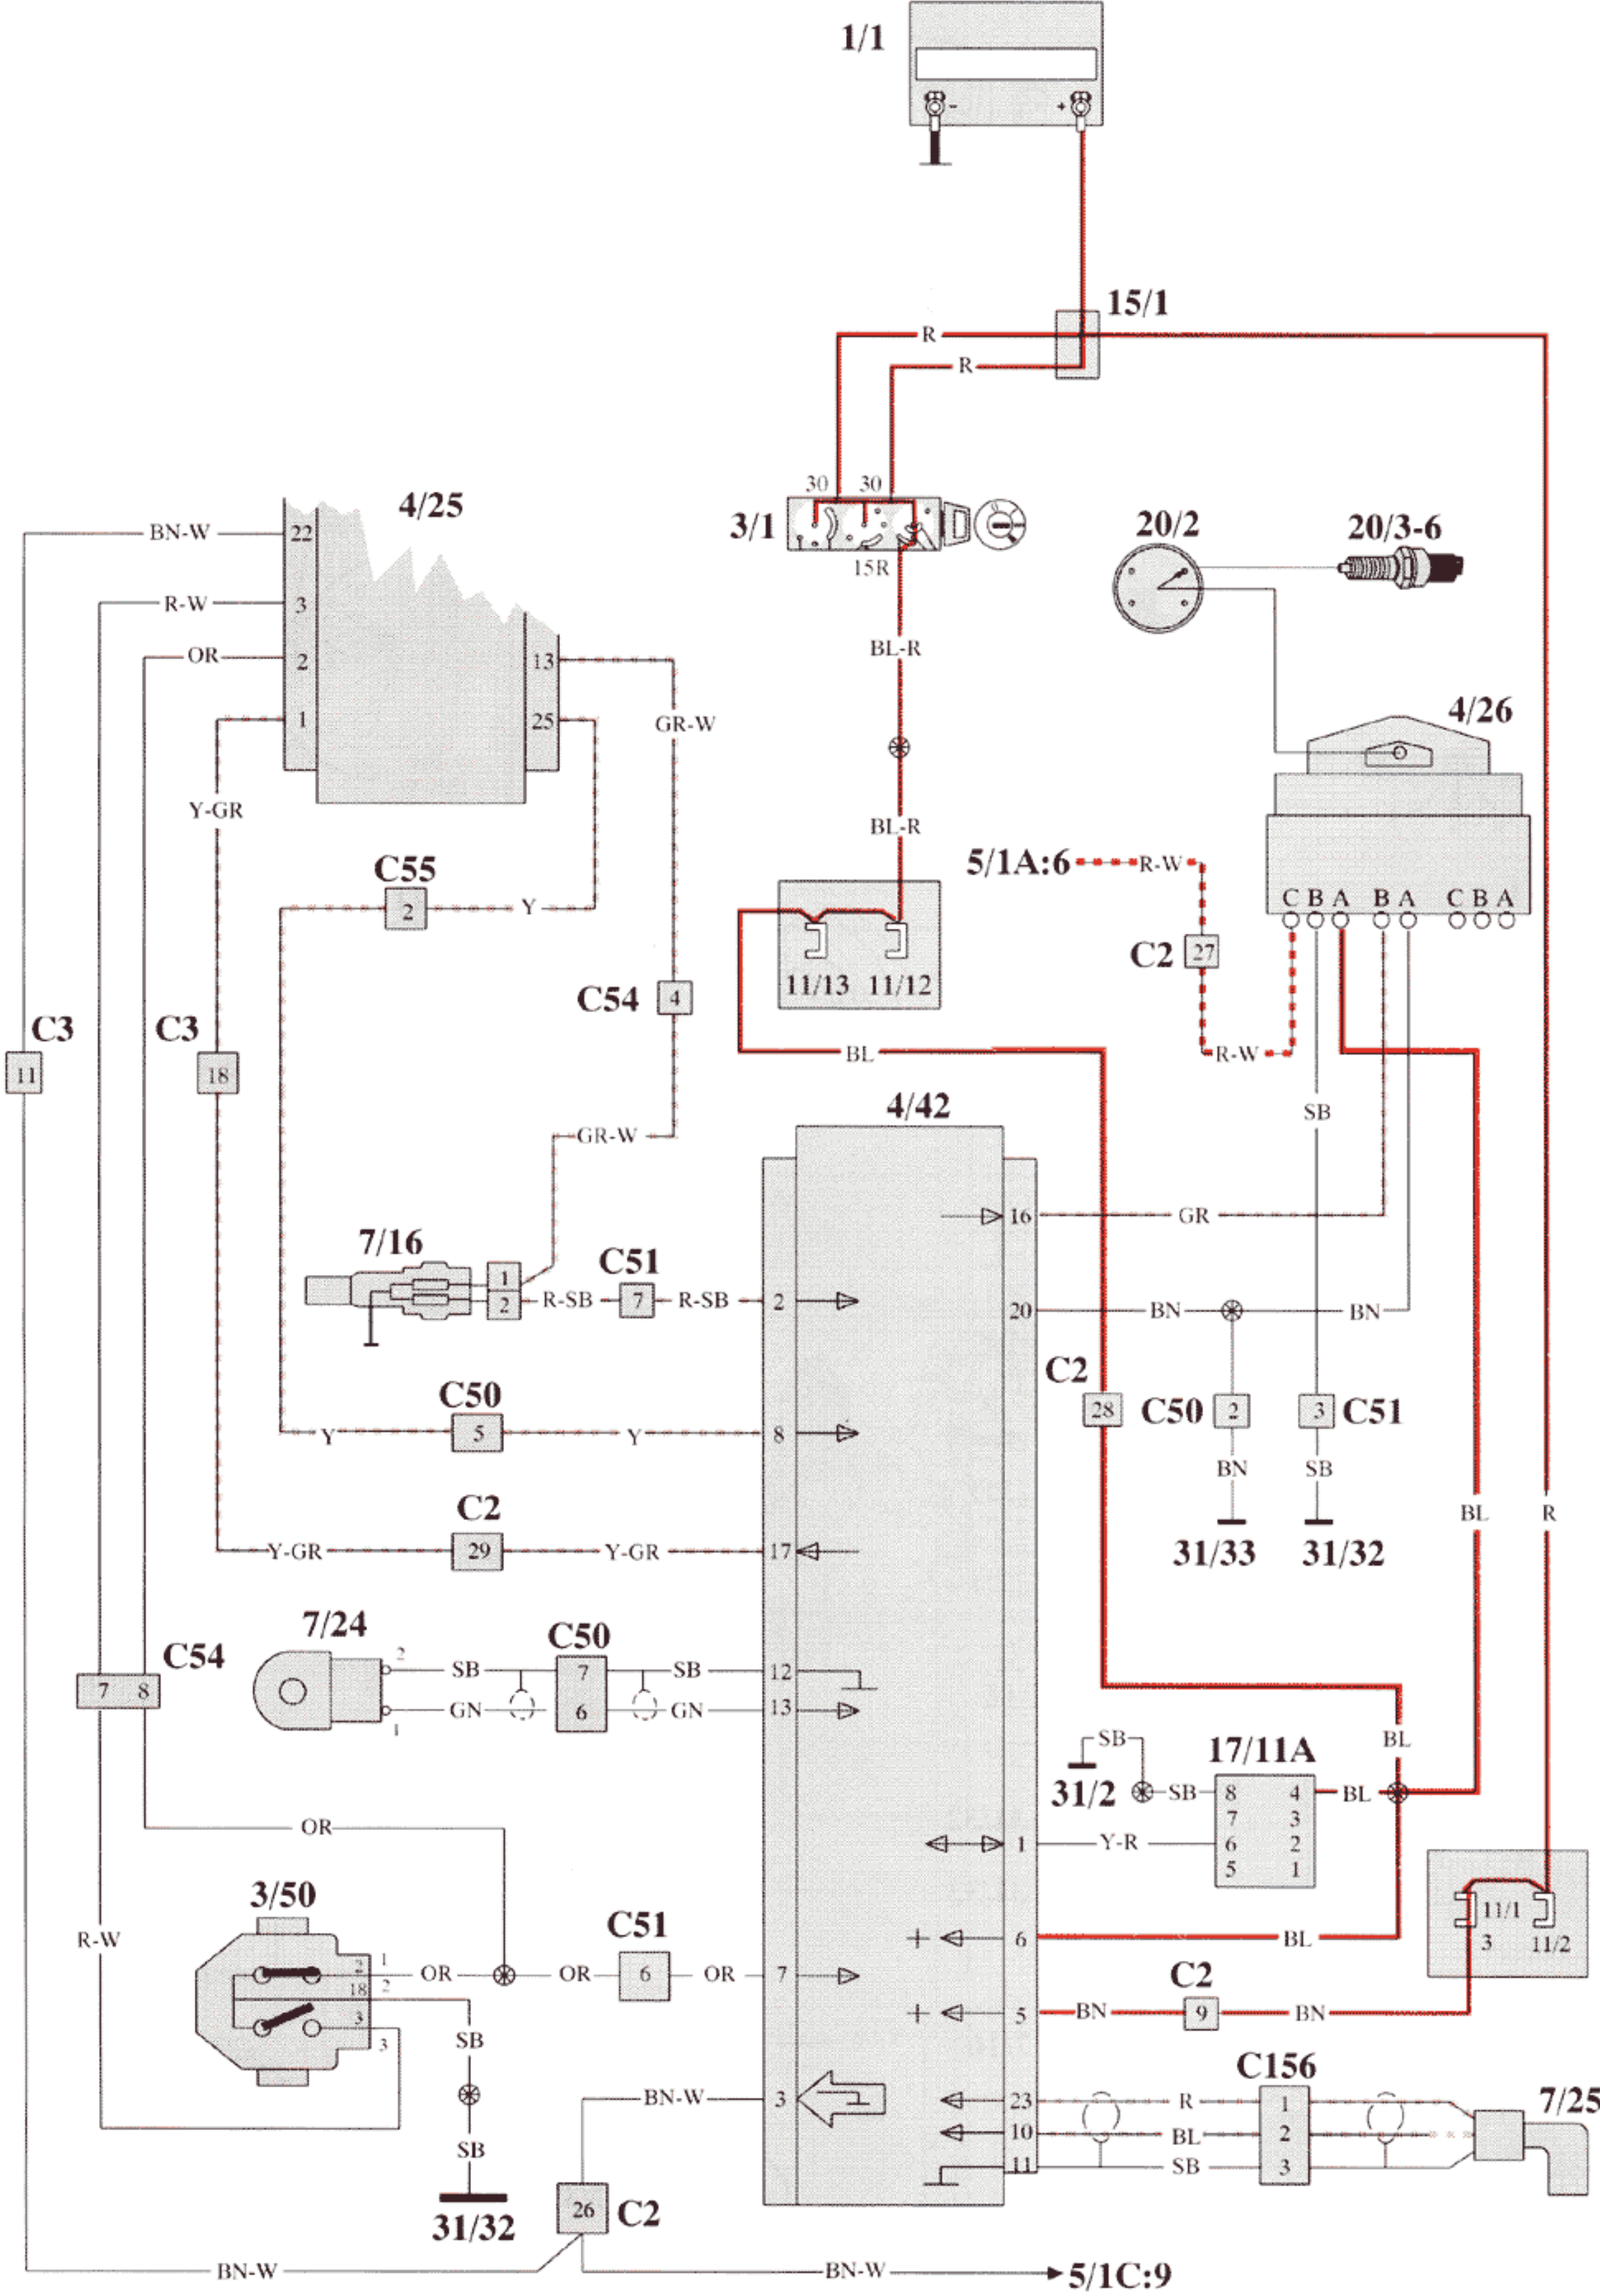 1/1
-
+
15/1
R
R
30
30
4/25
3/1
15R
20/2
20/3-6
BN-W
22
R-W
3
OR
2
13
1
25
GR-W
BL-R
4/26
Y-GR
BL-R
C55
2
Y
5/1A:6
R-W
C B A B A C B A
C2
27
11/13
11/12
C54
4
C3
C3
11
18
BL
R-W
SB
4/42
GR-W
16
GR
7/16
1
2
R-SB
C51
7
R-SB
2
20
BN
BN
C2
28
C50
2
3
C51
C50
Y
5
Y
8
BN
SB
BL
R
C2
Y-GR
29
Y-GR
17
31/33
31/32
7/24
C50
C54
7
8
2
SB
7
SB
12
1
GN
6
GN
13
SB
31/2
17/11A
BL
SB
8
4
BL
7
3
6
2
5
1
1
Y-R
OR
3/50
C51
R-W
6
BL
11/1
3
11/2
2
1
OR
OR
6
OR
7
18
2
3
3
C2
5
BN
9
BN
SB
C156
7/25
BN-W
3
23
R
1
10
BL
2
11
SB
3
SB
31/32
26
C2
BN-W
BN-W
5/1C:9